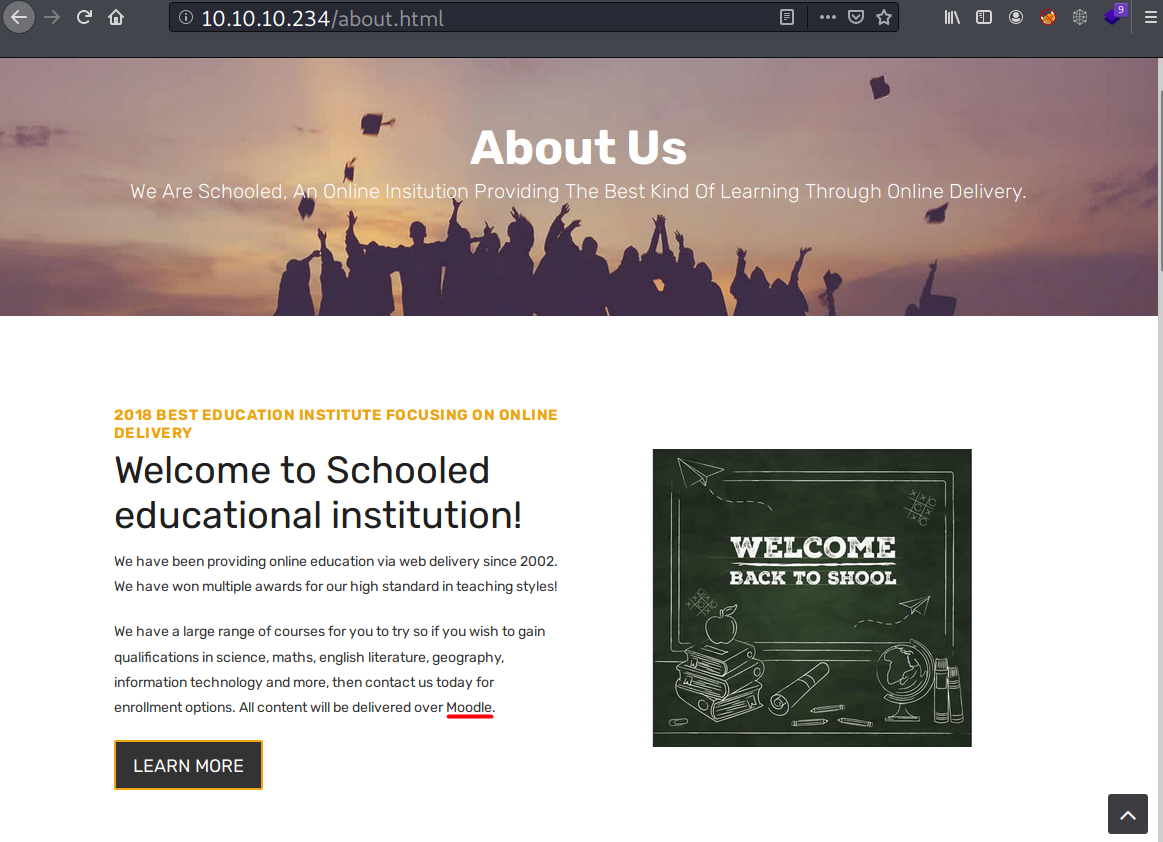 10.10.10.234/about.html
9
About Us
We Are Schooled, An Online Insitution Providing The Best Kind Of Learning Through Online Delivery.
2018 BEST EDUCATION INSTITUTE FOCUSING ON ONLINE
DELIVERY
Welcome to Schooled
educational institution!
We have been providing online education via web delivery since 2002.
We have won multiple awards for our high standard in teaching styles!
We have a large range of courses for you to try so if you wish to gain
qualifications in science, maths, english literature, geography,
information technology and more, then contact us today for
enrollment options. All content will be delivered over Moodle.
LEARN MORE
WELCOME
BACK TO SHOOL